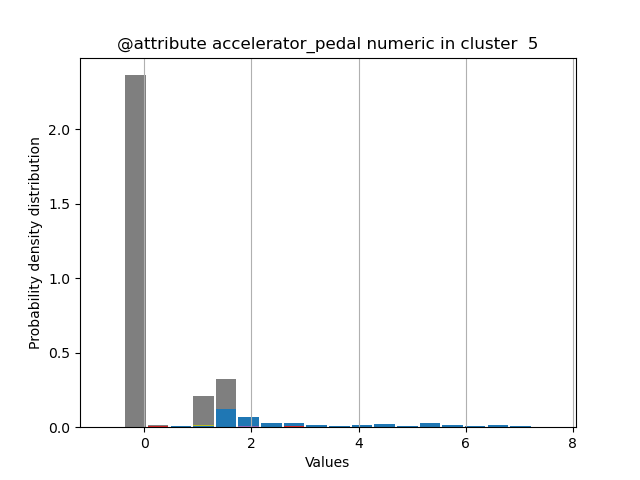 @attribute accelerator_pedal numeric in cluster  5
Probability density distribution
2.0
1.5
1.0
0.5
0.0
0 2 4 6 8
Values